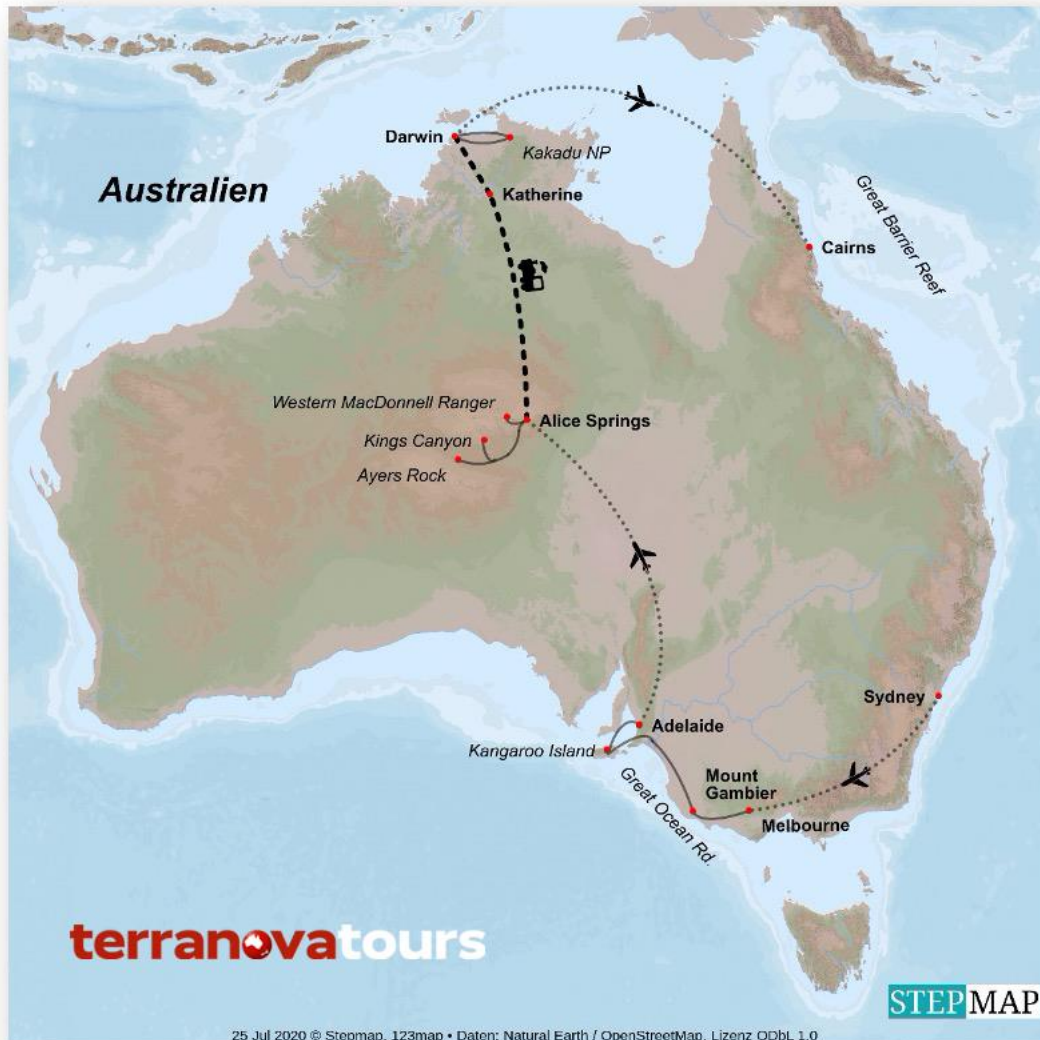 Darwin
Kakadu NP
Australien
Katherine
Great Barrier Reef
Cairns
Western MacDonnell Ranger
Alice Springs
Kings Canyon
Ayers Rock
Sydney
Adelaide
Kangaroo Island
Great Ocean Rd.
Mount
Gambier
Melbourne
terranovatours
STEPMAP
25 Jul 2020 © Stepmap, 123map • Daten: Natural Earth / OpenStreetMap, Lizenz ODbL 1.0